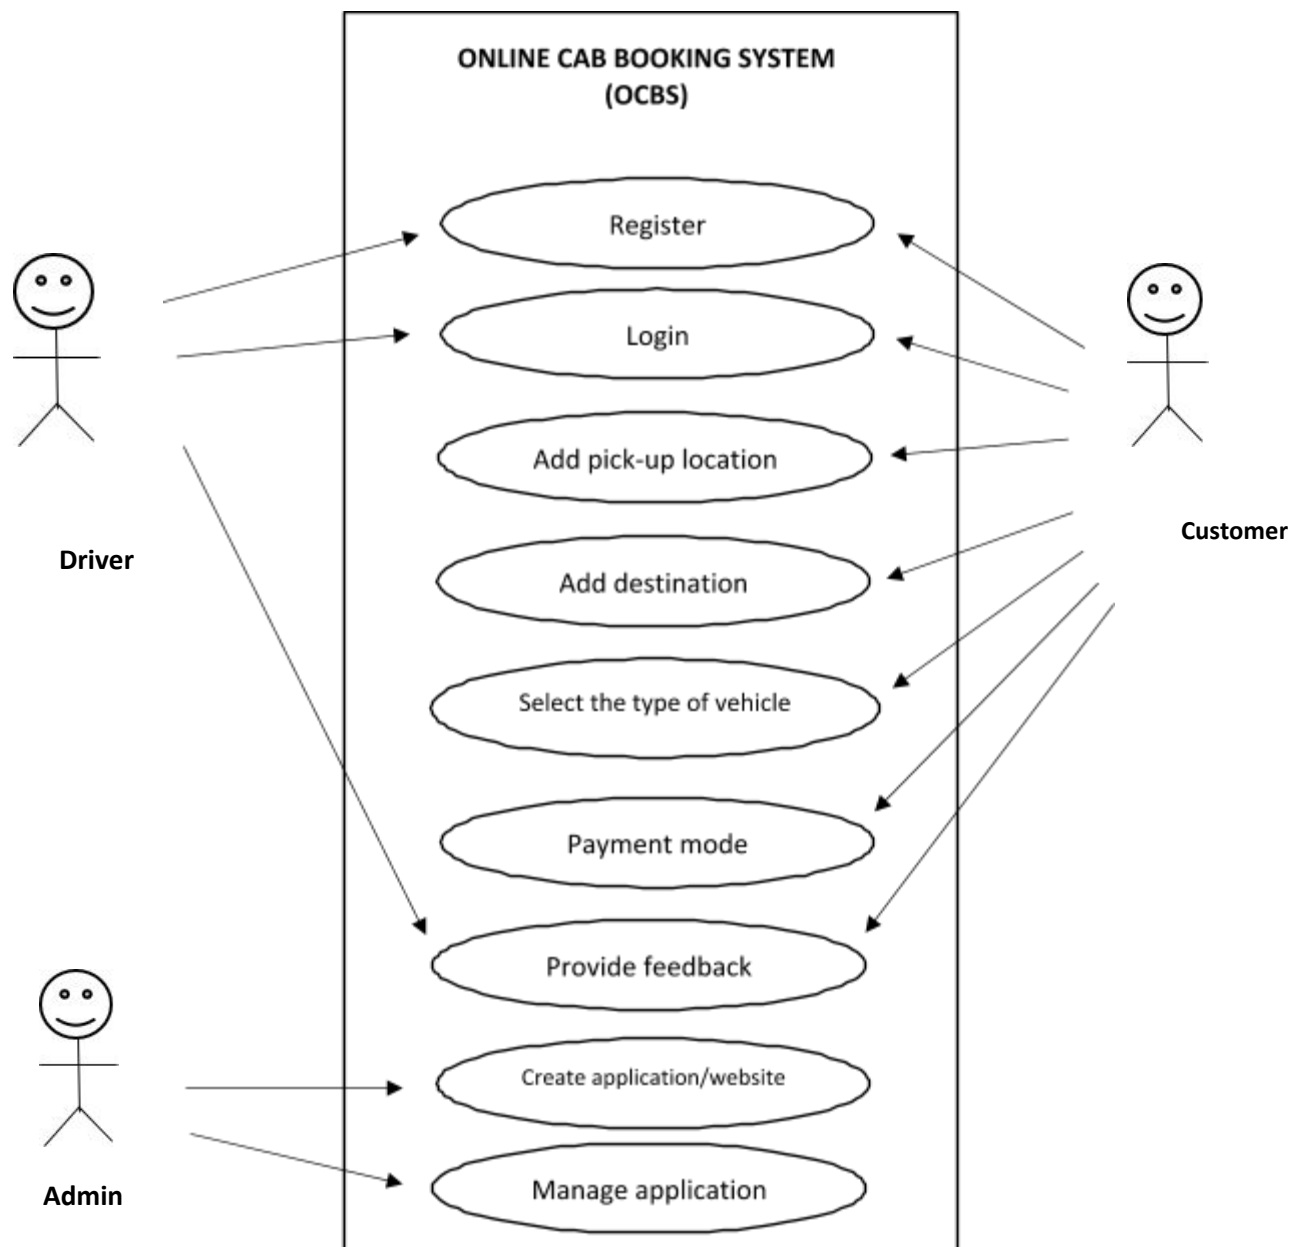 ONLINE CAB BOOKING SYSTEM
(OCBS)
Register
Login
Add pick-up location
Customer
Driver
Add destination
Select the type of vehicle
Payment mode
Provide feedback
Create application/website
Manage application
Admin